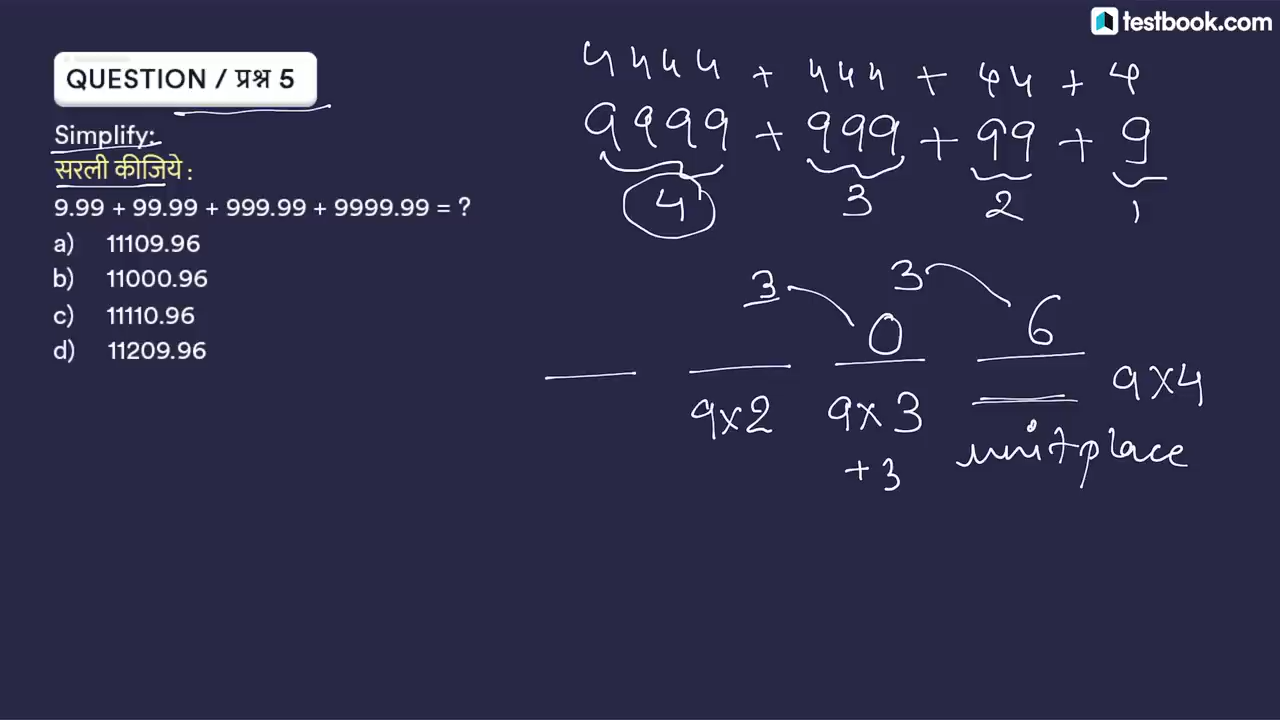 testbook.com
QUESTION / प्रश्न 5
Simplify:
सरली कीजिये :
9.99 + 99.99 + 999.99 + 9999.99 = ?
a) 11109.96
b) 11000.96
c) 11110.96
d) 11209.96
4444 + 444 + 44 + 4
9999 + 999 + 99 + 9
4 3 2 1
3 3
0 6
9x2 9x3 9x4
+3 unit place